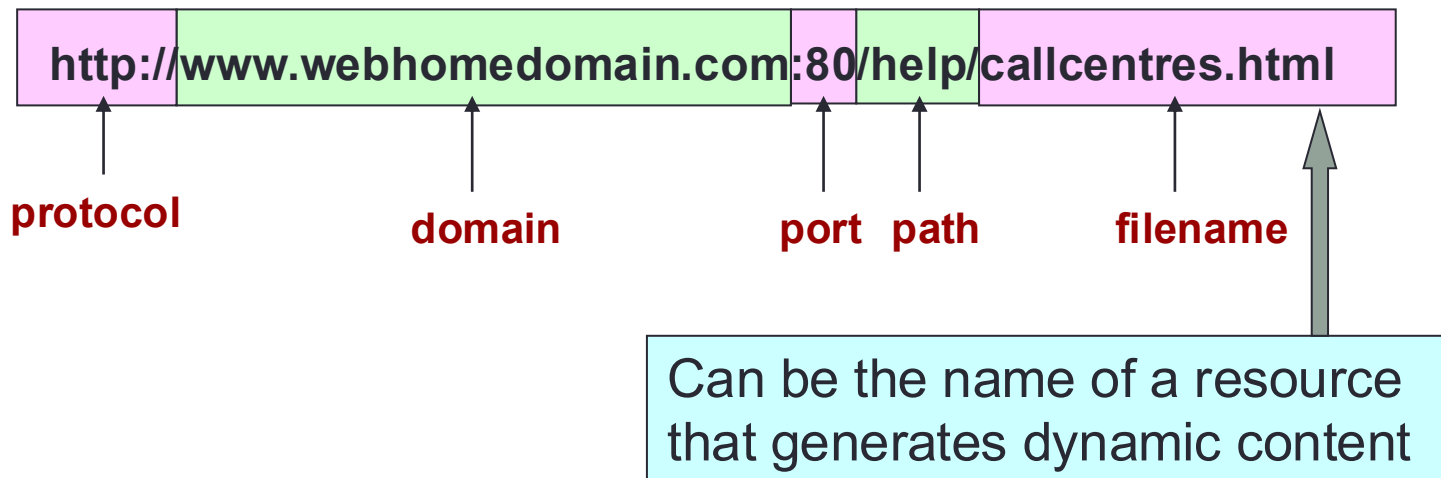 http://www.webhomedomain.com:80/help/callcentres.html
protocol
domain
port
path
filename
Can be the name of a resource
that generates dynamic content